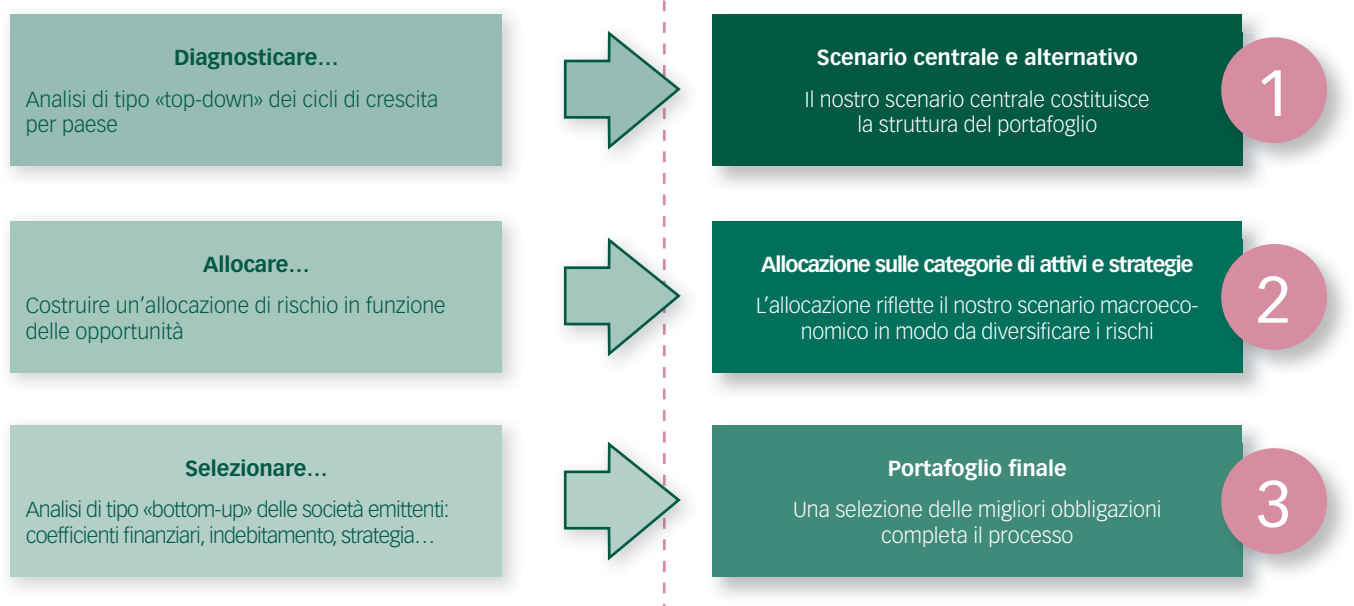 Diagnosticare…
Analisi di tipo «top-down» dei cicli di crescita
per paese
Scenario centrale e alternativo
Il nostro scenario centrale costituisce
la struttura del portafoglio
1
Allocare…
Costruire un’allocazione di rischio in funzione
delle opportunità
Allocazione sulle categorie di attivi e strategie
L’allocazione riflette il nostro scenario macroeco-
nomico in modo da diversificare i rischi
2
Selezionare…
Analisi di tipo «bottom-up» delle società emittenti:
coefficienti finanziari, indebitamento, strategia…
Portafoglio finale
Una selezione delle migliori obbligazioni
completa il processo
3